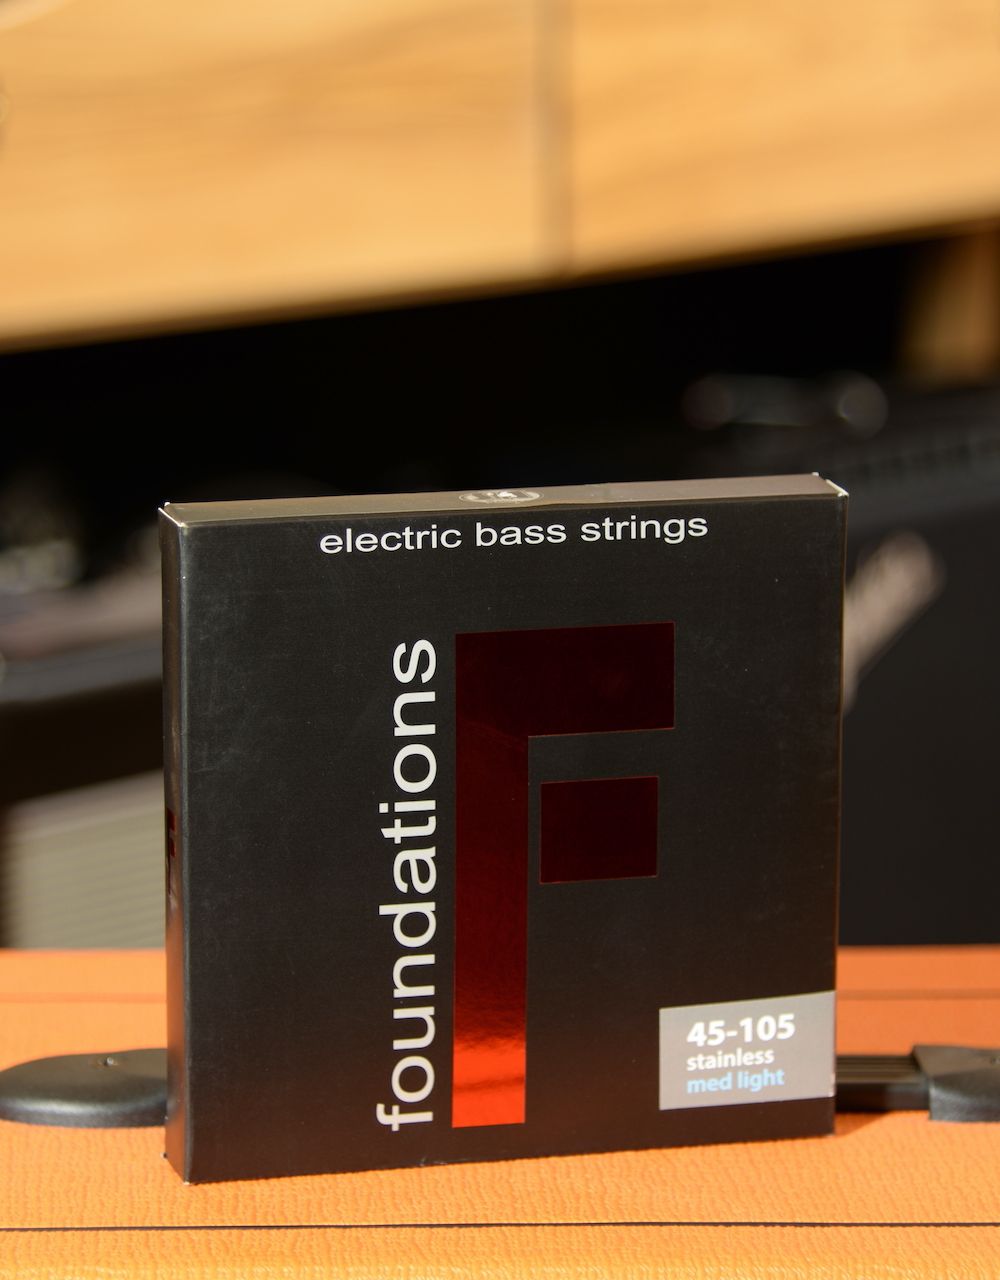 electric bass strings
foundations
F
45-105
stainless
med light